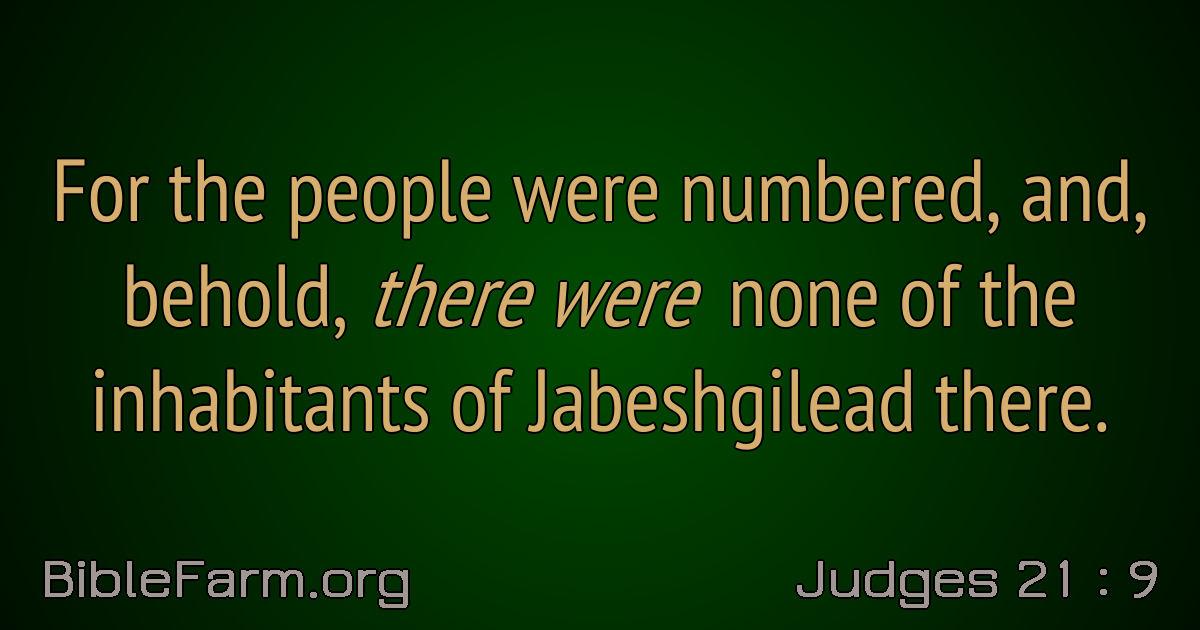 For the people were numbered, and,
behold, there were none of the
inhabitants of Jabeshgilead there.
BibleFarm.org
Judges 21 : 9